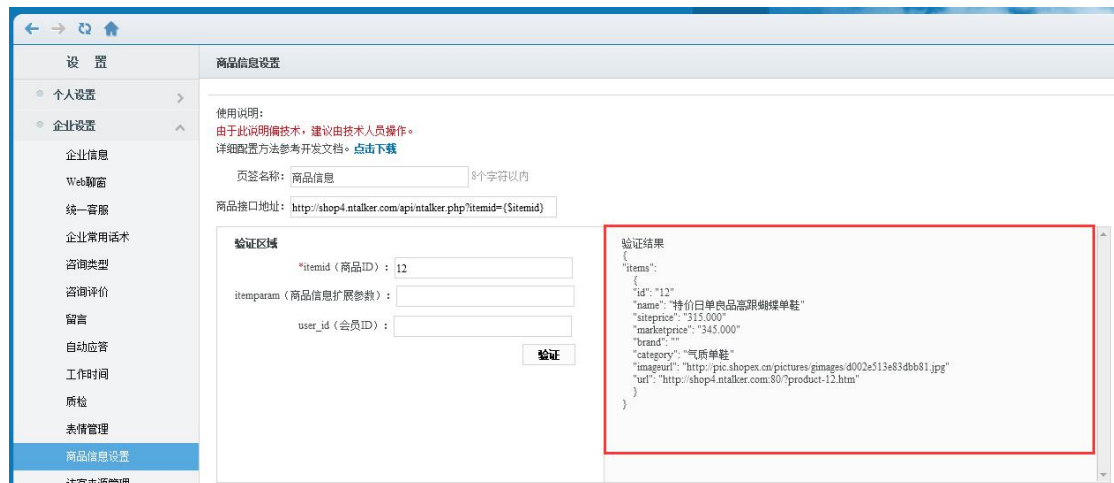 设 置
个人设置
企业设置
企业信息
Web聊窗
统一客服
企业常用话术
咨询类型
咨询评价
留言
自动应答
工作时间
质检
表情管理
商品信息设置
访客来源管理
商品信息设置
使用说明:
由于此说明偏技术，建议由技术人员操作。
详细配置方法参考开发文档。点击下载
页签名称: 商品信息 8个字符以内
商品接口地址: http://shop4.ntalker.com/api/ntalker.php?itemid={$itemid}
验证区域
*itemid（商品ID）: 12
itemparam（商品信息扩展参数）:
user_id（会员ID）:
验证
验证结果
{
"items":
{
"id": "12"
"name": "特价日单良品高跟蝴蝶单鞋"
"siteprice": "315.000"
"marketprice": "345.000"
"brand": ""
"category": "气质单鞋"
"imageurl": "http://pic.shopex.cn/pictures/gimages/d002e513e83dbb81.jpg"
"url": "http://shop4.ntalker.com:80/?product-12.htm"
}
}